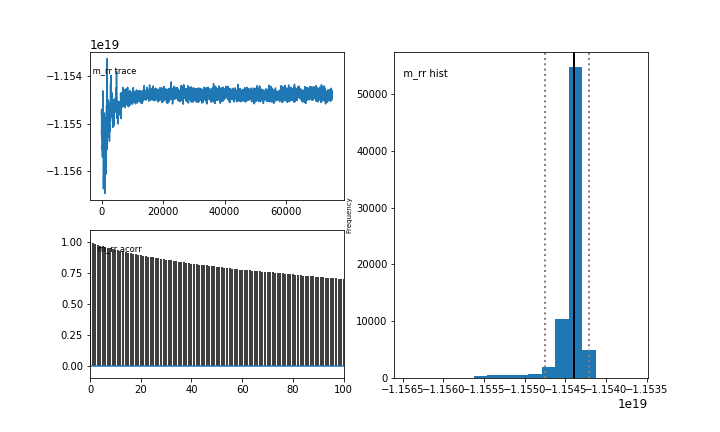 1e19
m_rr trace
−1.154
−1.155
−1.156
0 20000 40000 60000
m_rr acorr
1.00
0.75
0.50
0.25
0.00
0 20 40 60 80 100
m_rr hist
Frequency
50000
40000
30000
20000
10000
0
−1.1565−1.1560−1.1555−1.1550−1.1545−1.1540−1.1535
1e19